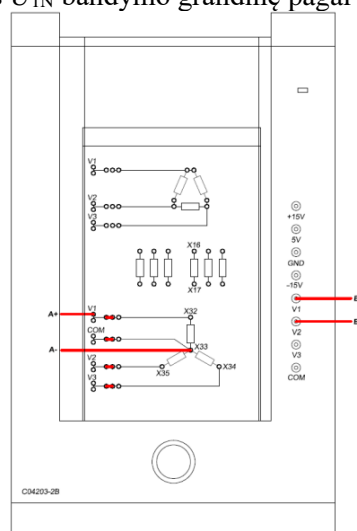 U_IN bandymo grandinę pagal
V1
V2
V3
+15V
5V
X16
GND
X17
-15V
A+
V1
X32
B
V1
COM
B
A-
X33
V2
V2
X35
X34
V3
V3
COM
C04203-2B